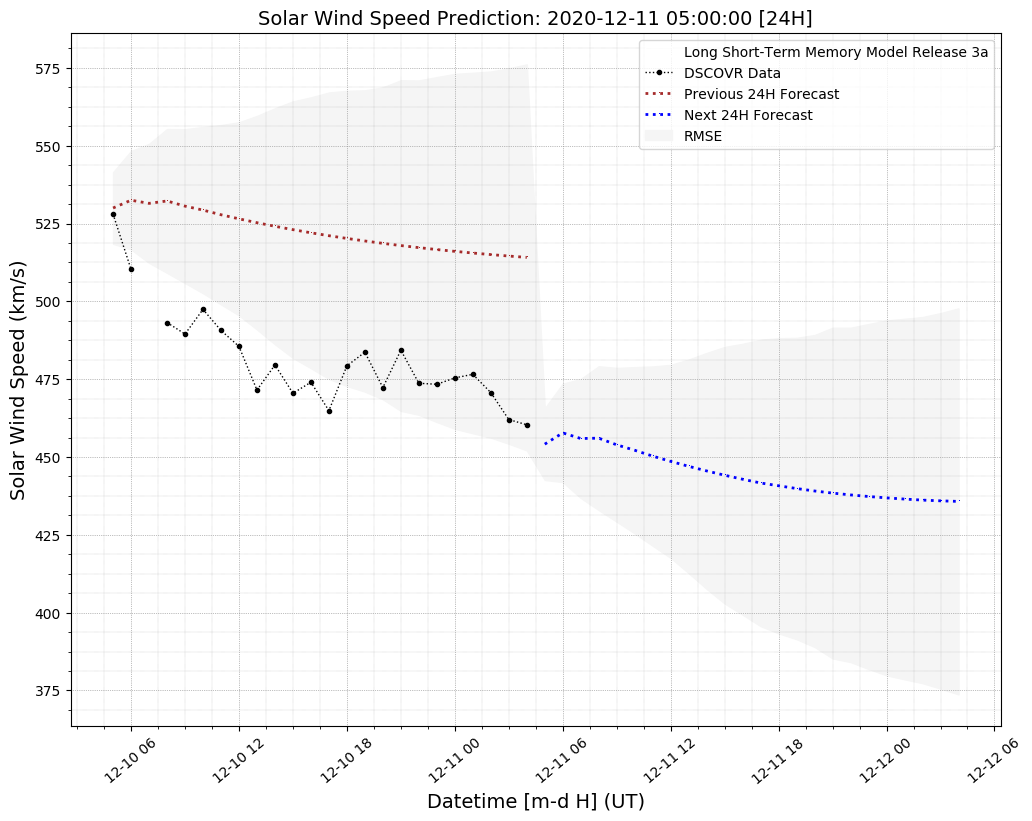 Solar Wind Speed Prediction: 2020-12-11 05:00:00 [24H]
Long Short-Term Memory Model Release 3a
DSCOVR Data
Previous 24H Forecast
Next 24H Forecast
RMSE
Solar Wind Speed (km/s)
575
550
525
500
475
450
425
400
375
12-10 06
12-10 12
12-10 18
12-11 00
12-11 06
12-11 12
12-11 18
12-12 00
12-12 06
Datetime [m-d H] (UT)